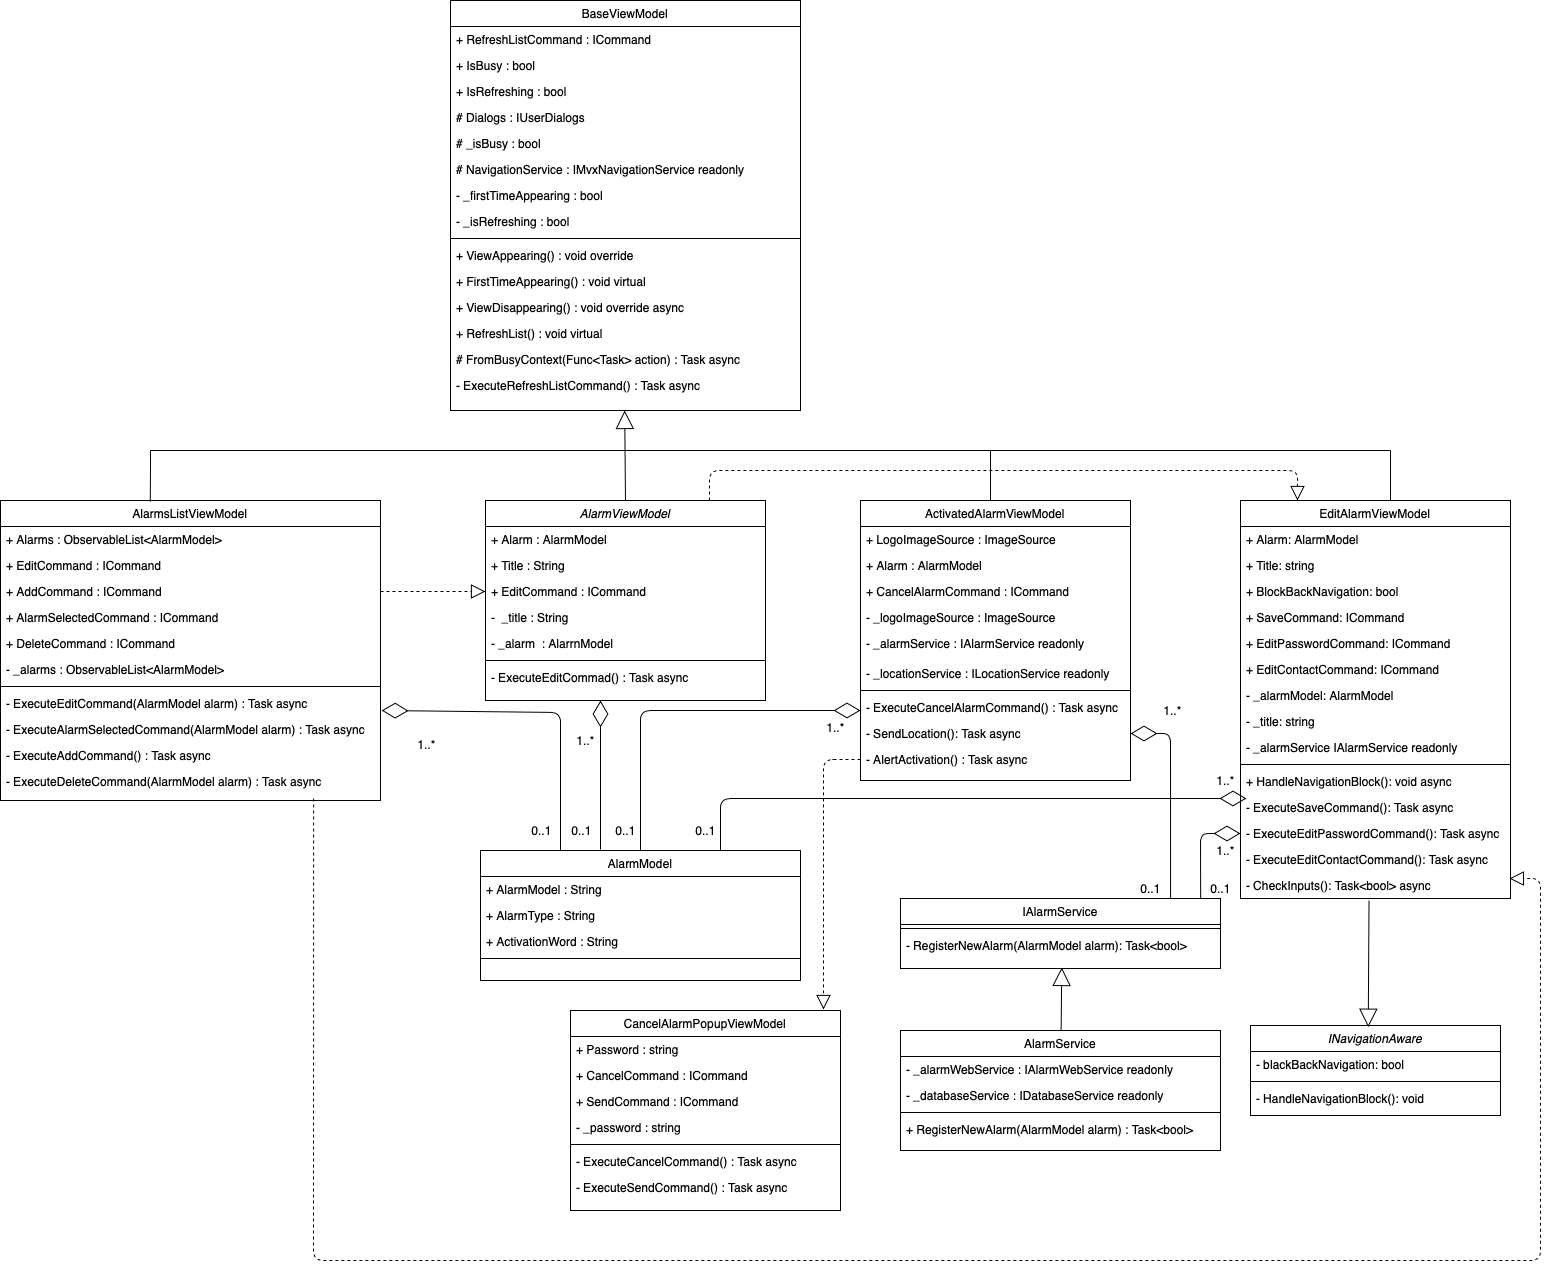 BaseViewModel
+ RefreshListCommand : ICommand
+ IsBusy : bool
+ IsRefreshing : bool
# Dialogs : IUserDialogs
# _isBusy : bool
# NavigationService : IMvxNavigationService readonly
- _firstTimeAppearing : bool
- _isRefreshing : bool
+ ViewAppearing() : void override
+ FirstTimeAppearing() : void virtual
+ ViewDisappearing() : void override async
+ RefreshList() : void virtual
# FromBusyContext(Func<Task> action) : Task async
- ExecuteRefreshListCommand() : Task async
AlarmsListViewModel
+ Alarms : ObservableList<AlarmModel>
+ EditCommand : ICommand
+ AddCommand : ICommand
+ AlarmSelectedCommand : ICommand
+ DeleteCommand : ICommand
- _alarms : ObservableList<AlarmModel>
- ExecuteEditCommand(AlarmModel alarm) : Task async
- ExecuteAlarmSelectedCommand(AlarmModel alarm) : Task async
- ExecuteAddCommand() : Task async
- ExecuteDeleteCommand(AlarmModel alarm) : Task async
AlarmViewModel
+ Alarm : AlarmModel
+ Title : String
+ EditCommand : ICommand
- _title : String
- _alarm : AlarrnModel
- ExecuteEditCommad() : Task async
ActivatedAlarmViewModel
+ LogoImageSource : ImageSource
+ Alarm : AlarmModel
+ CancelAlarmCommand : ICommand
- _logoImageSource : ImageSource
- _alarmService : IAlarmService readonly
- _locationService : ILocationService readonly
- ExecuteCancelAlarmCommand() : Task async
- SendLocation(): Task async
- AlertActivation() : Task async
EditAlarmViewModel
+ Alarm: AlarmModel
+ Title: string
+ BlockBackNavigation: bool
+ SaveCommand: ICommand
+ EditPasswordCommand: ICommand
+ EditContactCommand: ICommand
- _alarmModel: AlarmModel
- _title: string
- _alarmService IAlarmService readonly
+ HandleNavigationBlock(): void async
- ExecuteSaveCommand(): Task async
- ExecuteEditPasswordCommand(): Task async
- ExecuteEditContactCommand(): Task async
- CheckInputs(): Task<bool> async
1..*
1..*
1..*
1..*
1..*
1..*
0..1
0..1
0..1
0..1
0..1
0..1
AlarmModel
+ AlarmModel : String
+ AlarmType : String
+ ActivationWord : String
IAlarmService
- RegisterNewAlarm(AlarmModel alarm): Task<bool>
CancelAlarmPopupViewModel
+ Password : string
+ CancelCommand : ICommand
+ SendCommand : ICommand
- _password : string
- ExecuteCancelCommand() : Task async
- ExecuteSendCommand() : Task async
AlarmService
- _alarmWebService : IAlarmWebService readonly
- _databaseService : IDatabaseService readonly
+ RegisterNewAlarm(AlarmModel alarm) : Task<bool>
INavigationAware
- blackBackNavigation: bool
- HandleNavigationBlock(): void